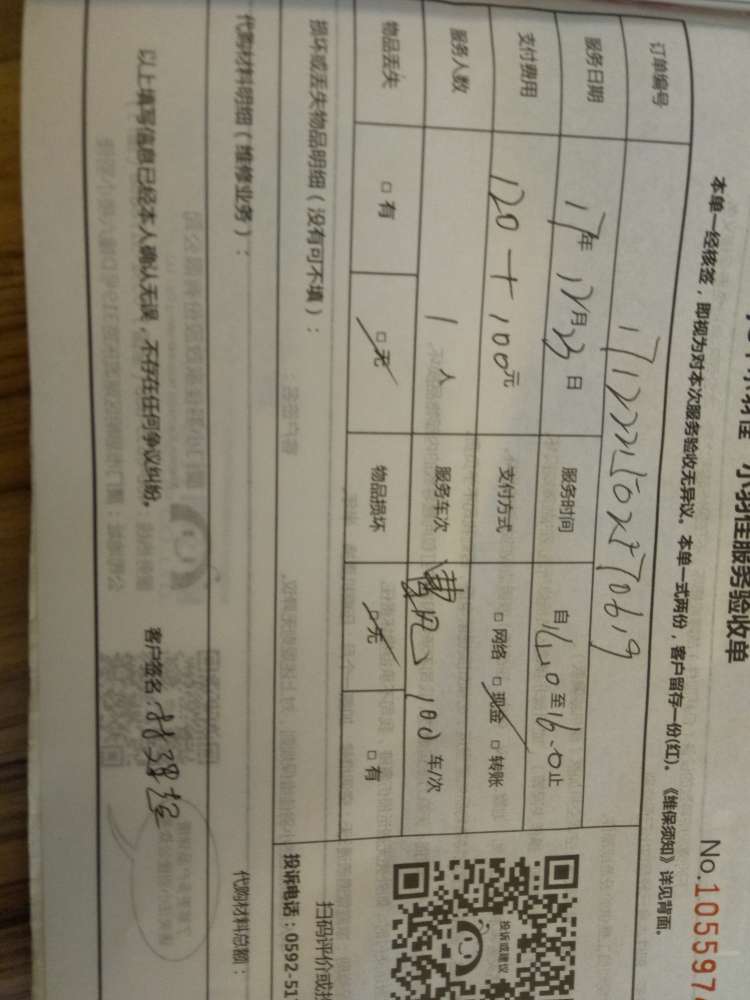 小羽佳服务验收单
No.105597
本单一经核签，即视为对本次服务验收无异议。本单一式两份，客户留存一份(红)。《维保须知》详见背面。
订单编号
服务日期 17年 12月23日 服务时间 自 至16 止
支付费用 120+100元 支付方式 □ 网络 □ 现金 □ 转账
服务人数 1 人 服务车次 100 车/次
物品丢失 □ 有 □ 无 物品损坏 □ 无 □ 有
损坏或丢失物品明细（没有可不填）：
投诉或建议
扫码评价或投
投诉电话：0592-51
代购材料明细（维修业务）： 代购材料总额：
以上填写信息已经本人确认无误，不存在任何争议纠纷。 客户签名：